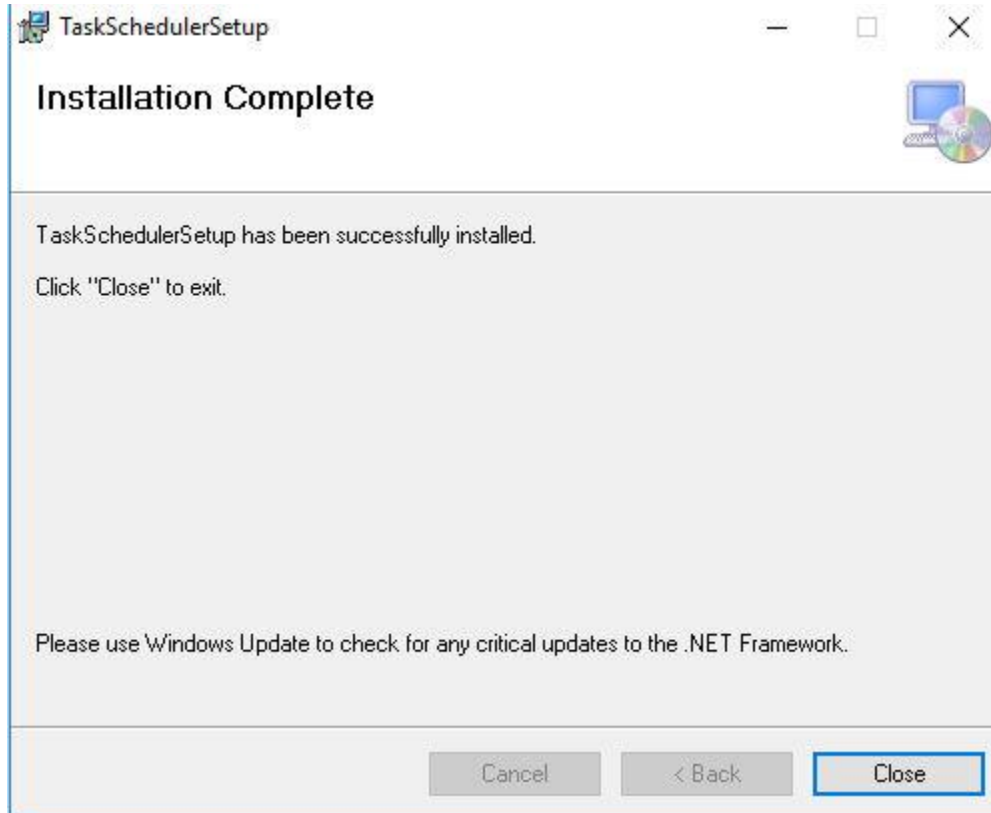 TaskSchedulerSetup
Installation Complete
TaskSchedulerSetup has been successfully installed.
Click "Close" to exit.
Please use Windows Update to check for any critical updates to the .NET Framework.
Cancel
< Back
Close